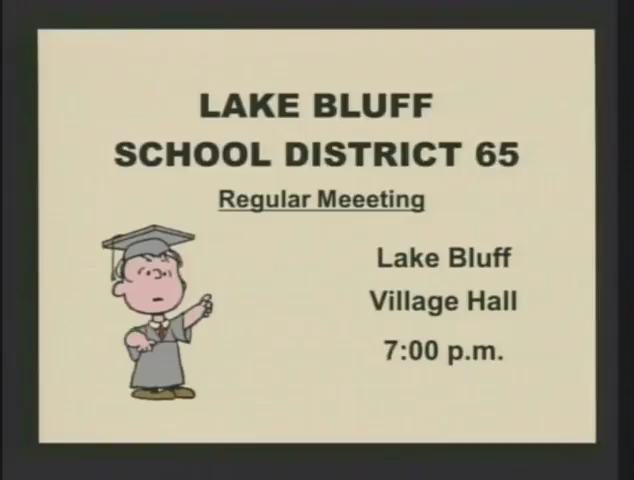 LAKE BLUFF
SCHOOL DISTRICT 65
Regular Meeeting
Lake Bluff
Village Hall
7:00 p.m.